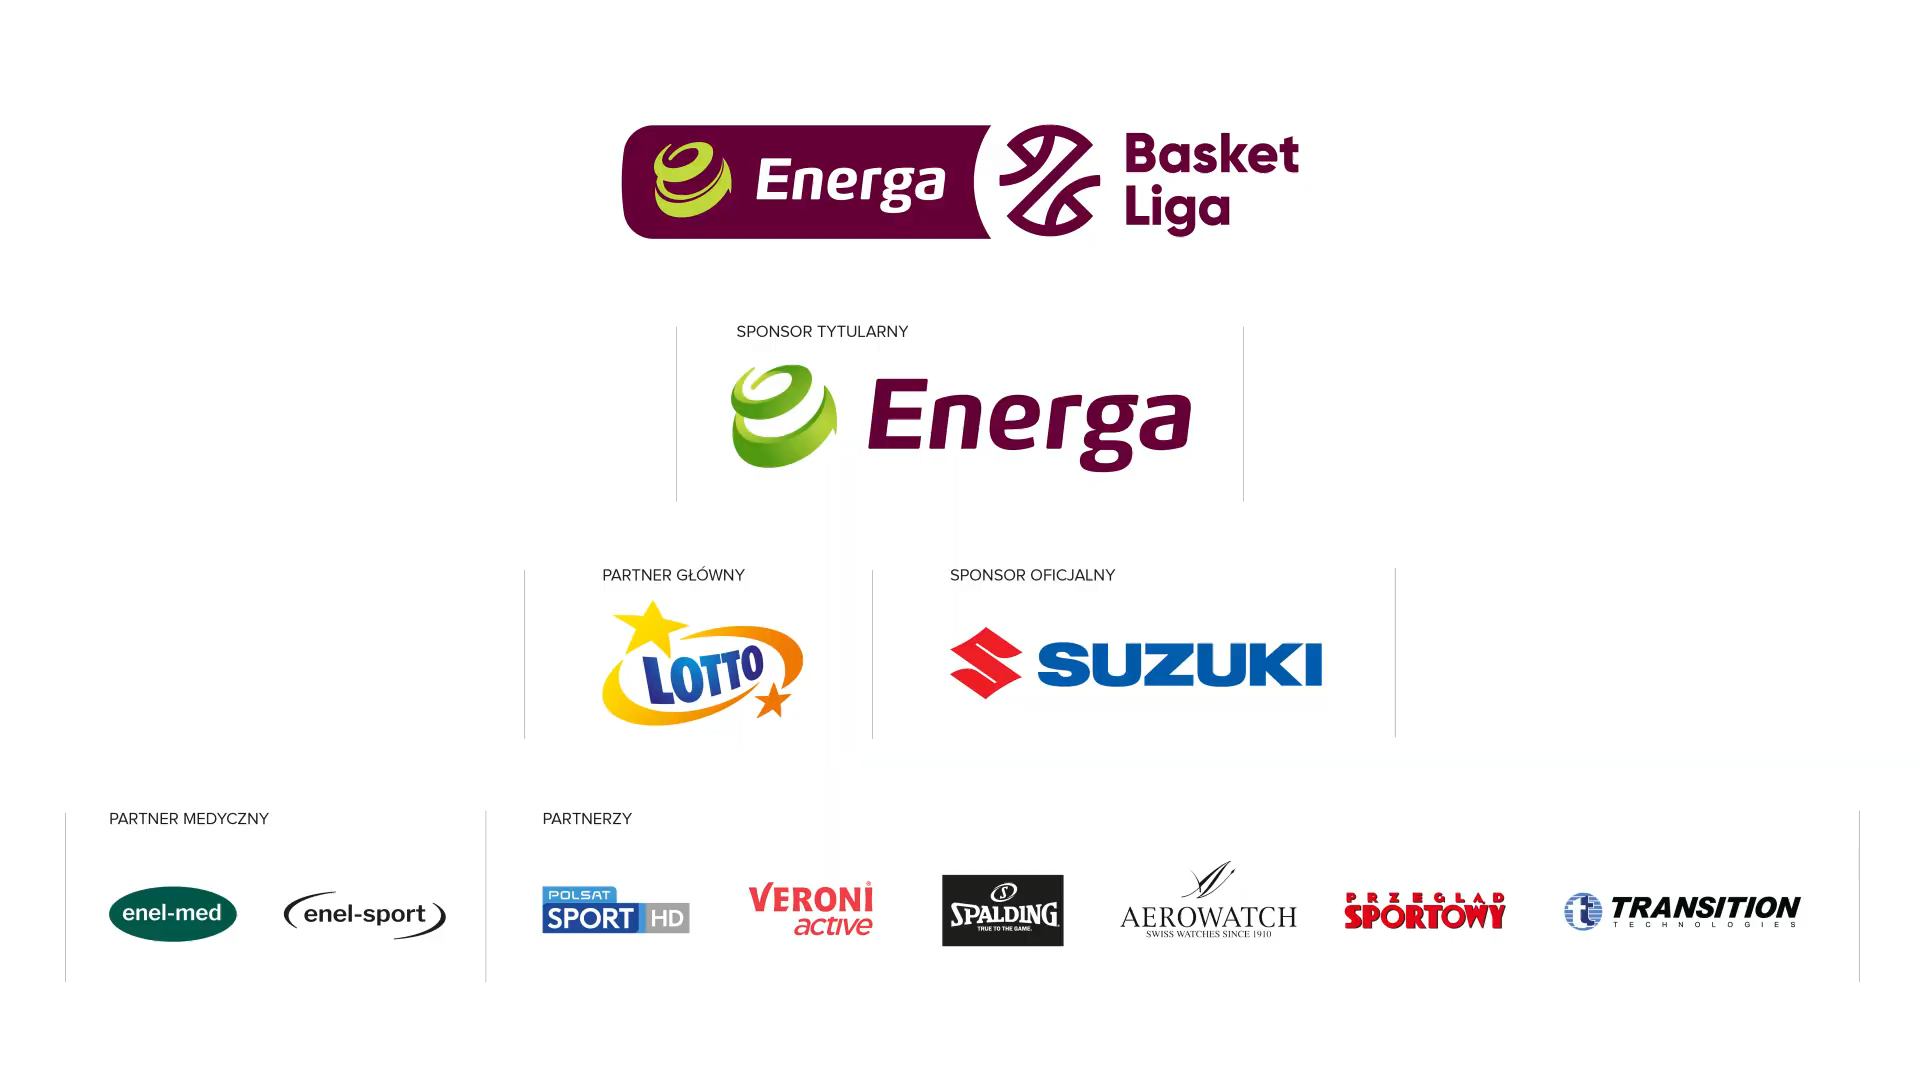 Energa
Basket
Liga
SPONSOR TYTULARNY
Energa
PARTNER GŁÓWNY
LOTTO
SPONSOR OFICJALNY
SUZUKI
PARTNER MEDYCZNY
enel-med
enel-sport
PARTNERZY
POLSAT
SPORT HD
VERONI®
active
SPALDING®
TRUE TO THE GAME.
AEROWATCH
SWISS WATCHES SINCE 1910
PRZEGLĄD
SPORTOWY
t TRANSITION
TECHNOLOGIES